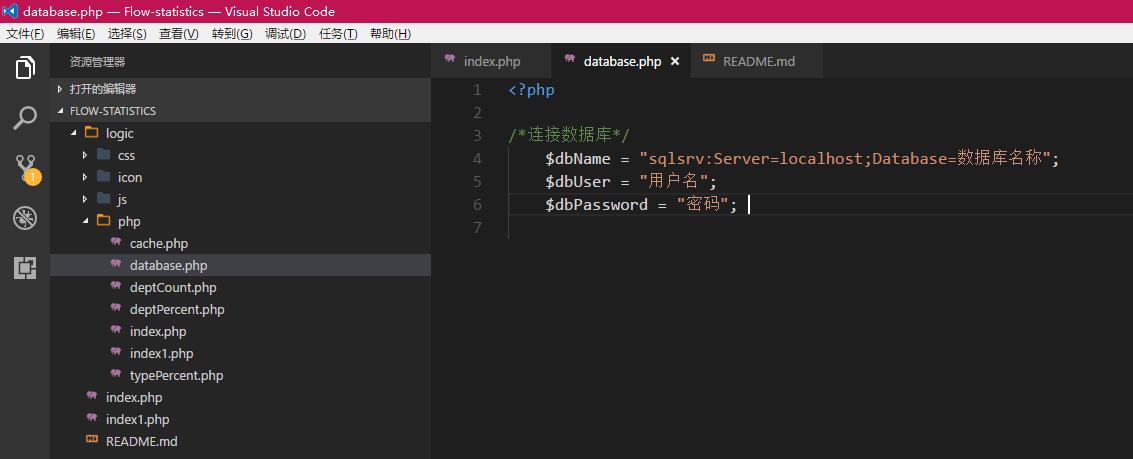 database.php — Flow-statistics — Visual Studio Code
文件(F) 编辑(E) 选择(S) 查看(V) 转到(G) 调试(D) 任务(T) 帮助(H)
资源管理器
打开的编辑器
FLOW-STATISTICS
logic
css
icon
js
php
cache.php
database.php
deptCount.php
deptPercent.php
index.php
index1.php
typePercent.php
index.php
index1.php
README.md
1
index.php database.php README.md
1 <?php
2
3 /*连接数据库*/
4 $dbName = "sqlsrv:Server=localhost;Database=数据库名称";
5 $dbUser = "用户名";
6 $dbPassword = "密码";
7